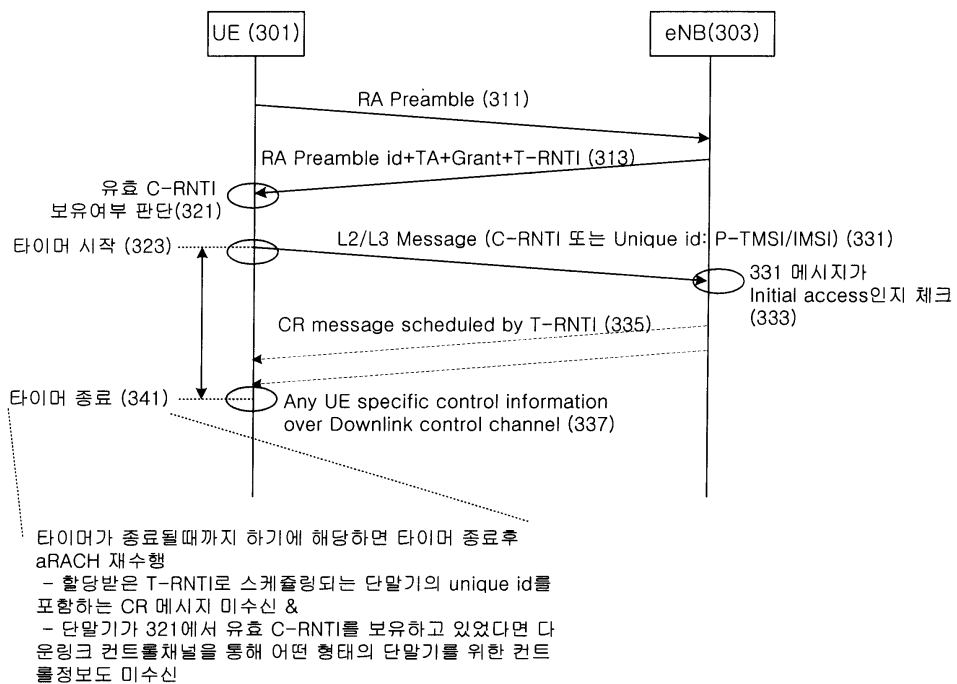 UE (301)
eNB(303)
RA Preamble (311)
RA Preamble id+TA+Grant+T-RNTI (313)
유효 C-RNTI
보유여부 판단(321)
타이머 시작 (323)
L2/L3 Message (C-RNTI 또는 Unique id: P-TMSI/IMSI) (331)
331 메시지가
Initial access인지 체크
(333)
CR message scheduled by T-RNTI (335)
타이머 종료 (341)
Any UE specific control information
over Downlink control channel (337)
타이머가 종료될때까지 하기에 해당하면 타이머 종료후
aRACH 재수행
- 할당받은 T-RNTI로 스케쥴링되는 단말기의 unique id를
포함하는 CR 메시지 미수신 &
- 단말기가 321에서 유효 C-RNTI를 보유하고 있었다면 다
운링크 컨트롤채널을 통해 어떤 형태의 단말기를 위한 컨트
롤정보도 미수신